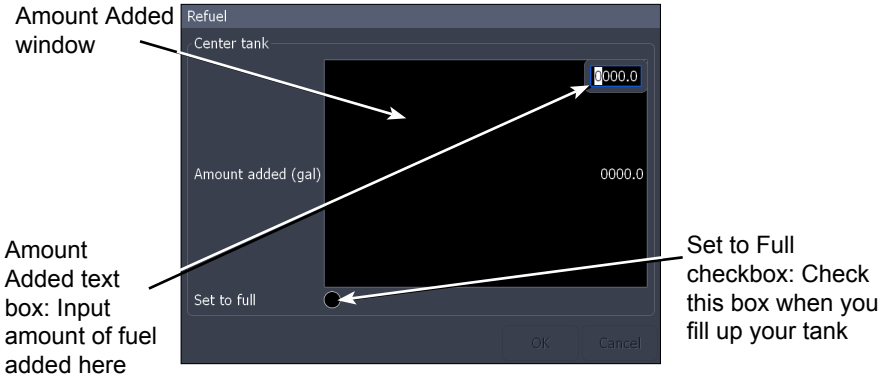 Amount Added
window
Refuel
Center tank
0000.0
Amount added (gal)
0000.0
Set to full
OK
Cancel
Amount
Added text
box: Input
amount of fuel
added here
Set to Full
checkbox: Check
this box when you
fill up your tank